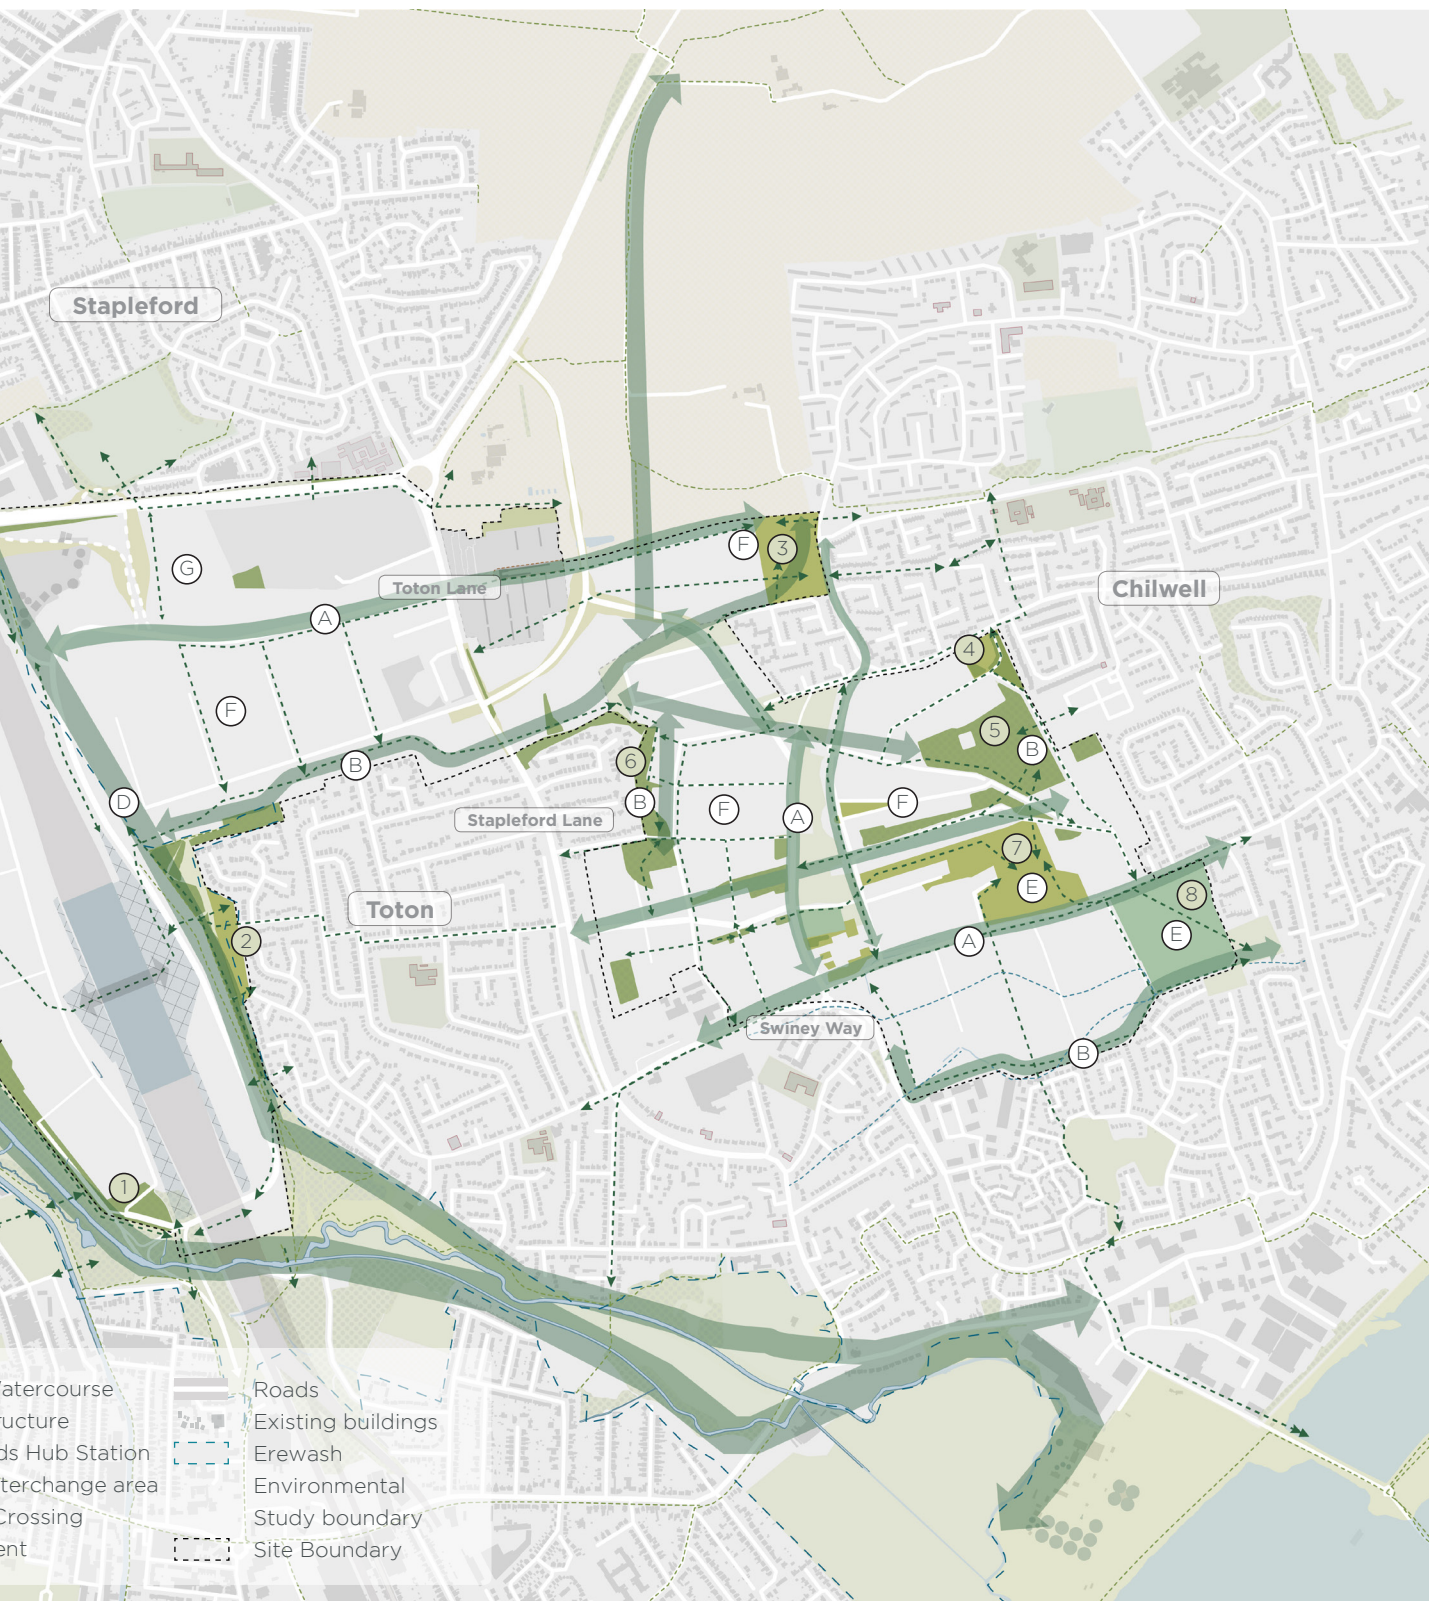 Stapleford
F
3
G
Toton Lane
Chilwell
A
4
F
5
B
6
B
D
B
F
F
A
Stapleford Lane
7
E
8
Toton
E
2
A
Swiney Way
B
1
Roads
ructure
Existing buildings
ds Hub Station
Erewash
terchange area
Environmental
Crossing
Study boundary
ent
Site Boundary